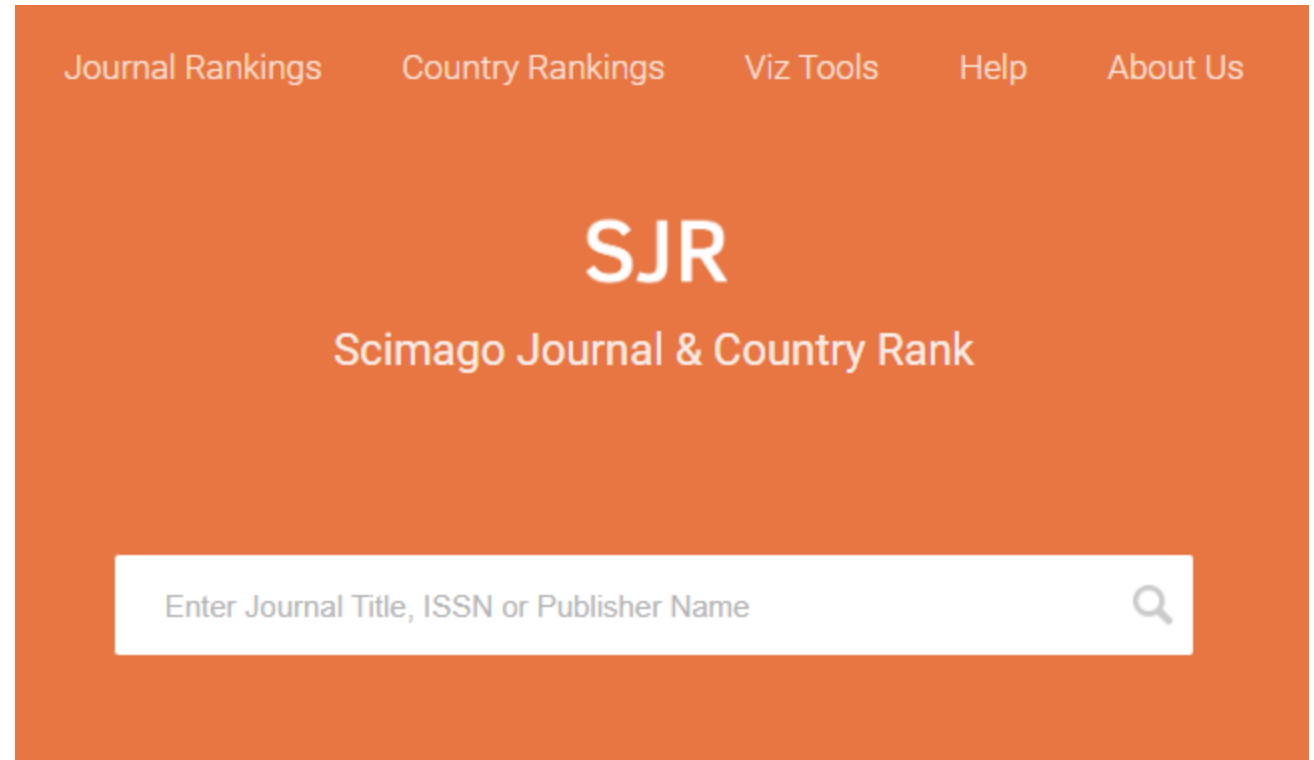 Journal Rankings Country Rankings Viz Tools Help About Us
SJR
Scimago Journal & Country Rank
Enter Journal Title, ISSN or Publisher Name